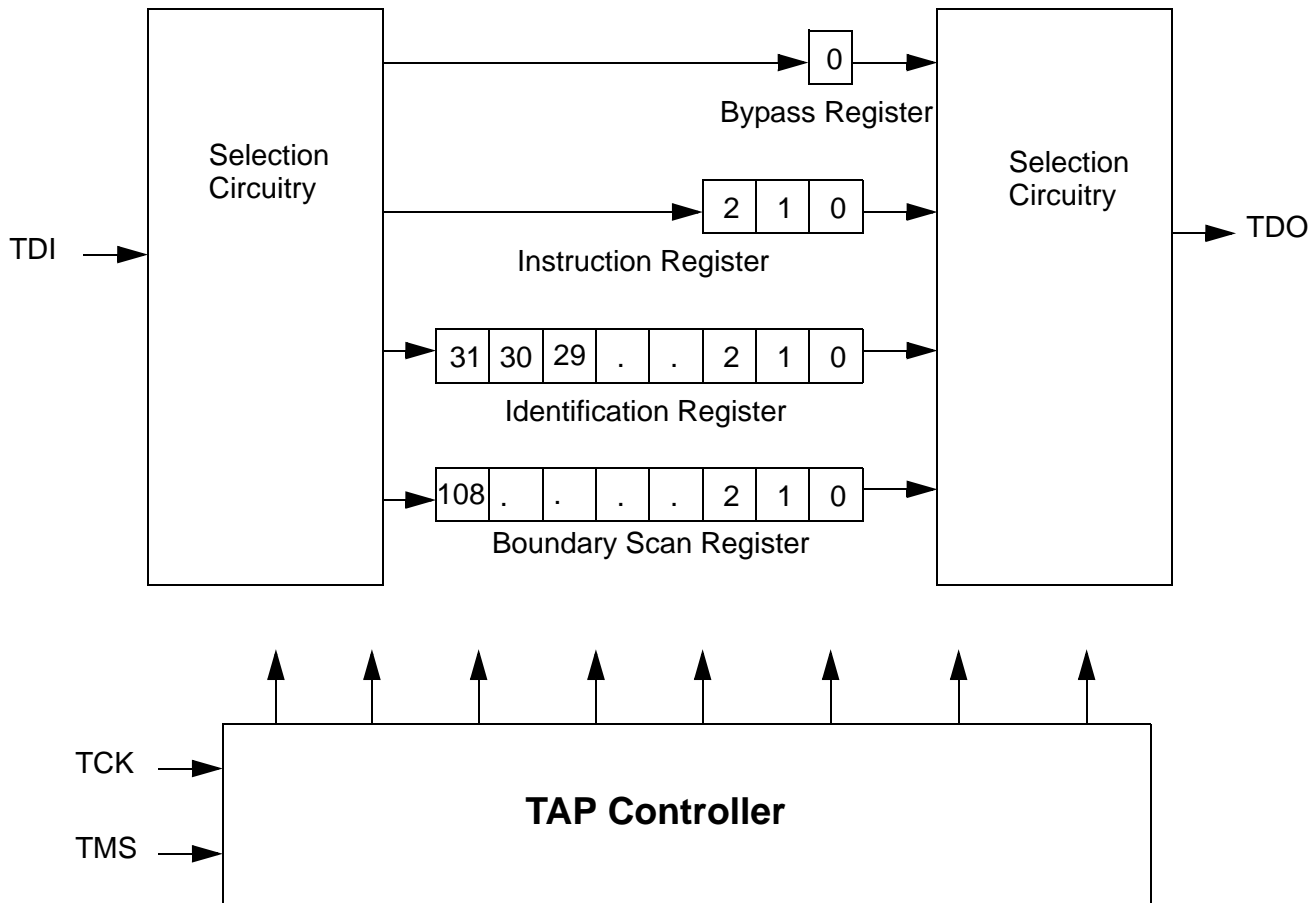 0
Bypass Register
Selection
Circuitry
Selection
Circuitry
2 1 0
TDI
TDO
Instruction Register
31 30 29 . . 2 1 0
Identification Register
108 . . . . 2 1 0
Boundary Scan Register
TCK
TAP Controller
TMS